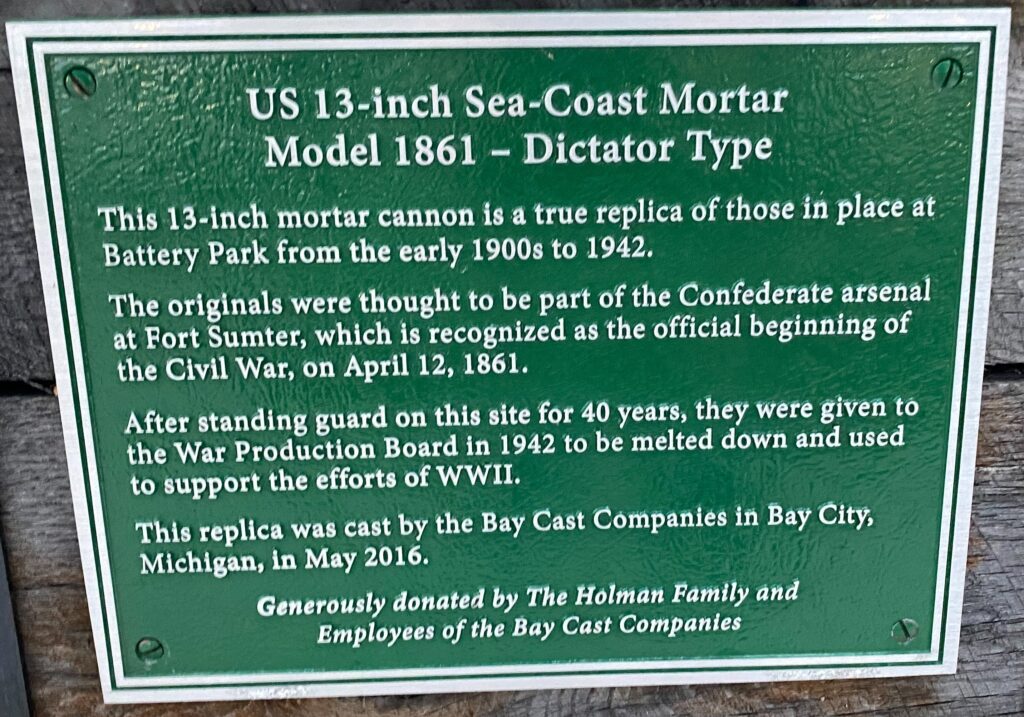 US 13-inch Sea-Coast Mortar
Model 1861 – Dictator Type
This 13-inch mortar cannon is a true replica of those in place at
Battery Park from the early 1900s to 1942.
The originals were thought to be part of the Confederate arsenal
at Fort Sumter, which is recognized as the official beginning of
the Civil War, on April 12, 1861.
After standing guard on this site for 40 years, they were given to
the War Production Board in 1942 to be melted down and used
to support the efforts of WWII.
This replica was cast by the Bay Cast Companies in Bay City,
Michigan, in May 2016.
Generously donated by The Holman Family and
Employees of the Bay Cast Companies